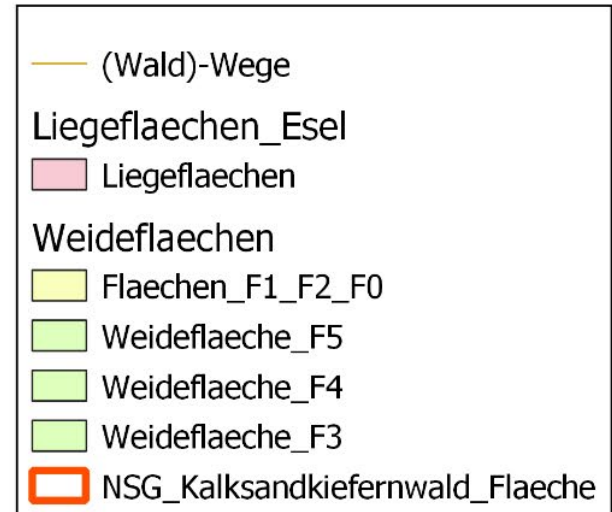 (Wald)-Wege
Liegeflaechen_Esel
Liegeflaechen
Weideflaechen
Flaechen_F1_F2_F0
Weideflaeche_F5
Weideflaeche_F4
Weideflaeche_F3
NSG_Kalksandkiefernwald_Flaeche